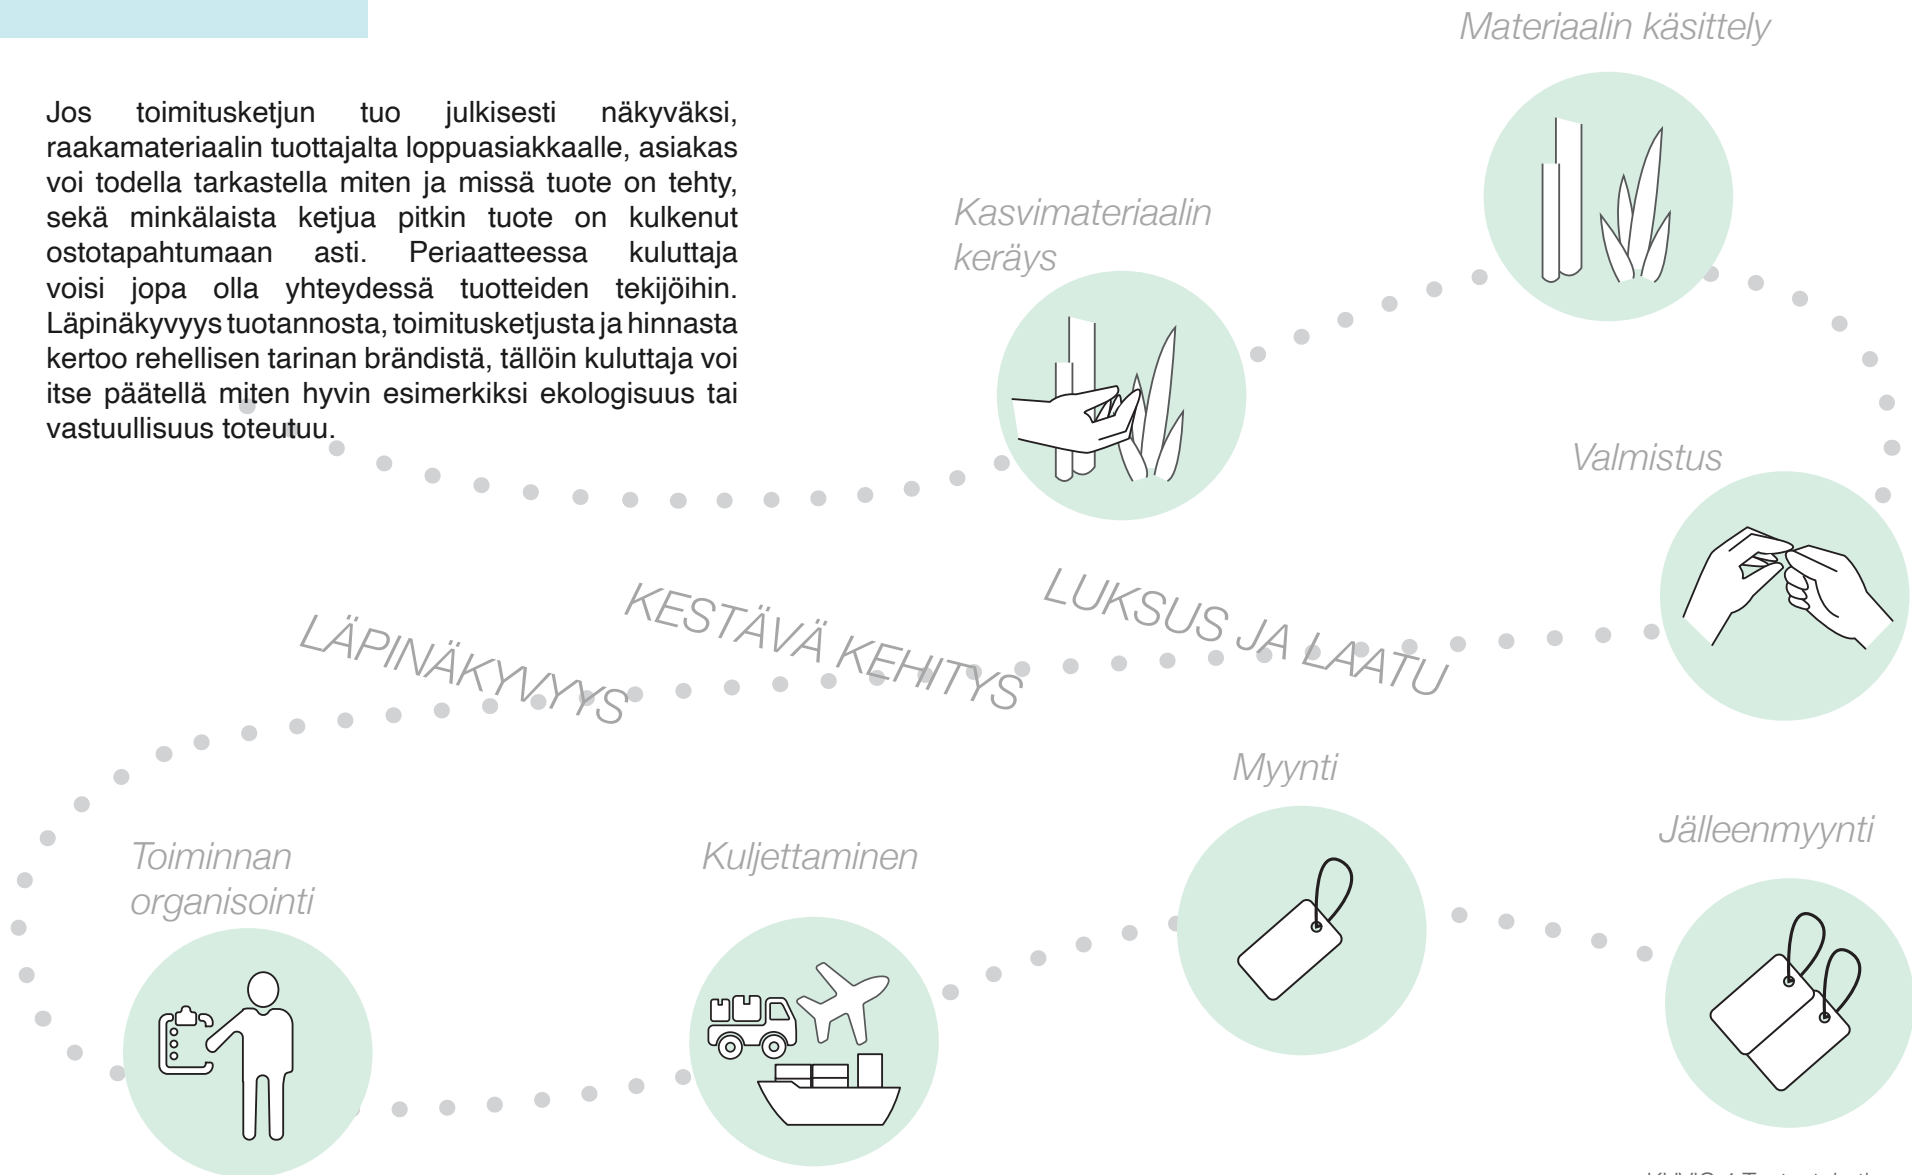 Jos toimitusketjun tuo julkisesti näkyväksi,
raakamateriaalin tuottajalta loppuasiakkaalle, asiakas
voi todella tarkastella miten ja missä tuote on tehty,
sekä minkälaista ketjua pitkin tuote on kulkenut
ostotapahtumaan asti. Periaatteessa kuluttaja
voisi jopa olla yhteydessä tuotteiden tekijöihin.
Läpinäkyvyys tuotannosta, toimitusketjusta ja hinnasta
kertoo rehellisen tarinan brändistä, tällöin kuluttaja voi
itse päätellä miten hyvin esimerkiksi ekologisuus tai
vastuullisuus toteutuu.
Kasvimateriaalin
keräys
Materiaalin käsittely
Valmistus
LÄPINÄKYVYYS
KESTÄVÄ KEHITYS
LUKSUS JA LAATU
Toiminnan
organisointi
Kuljettaminen
Myynti
Jälleenmyynti